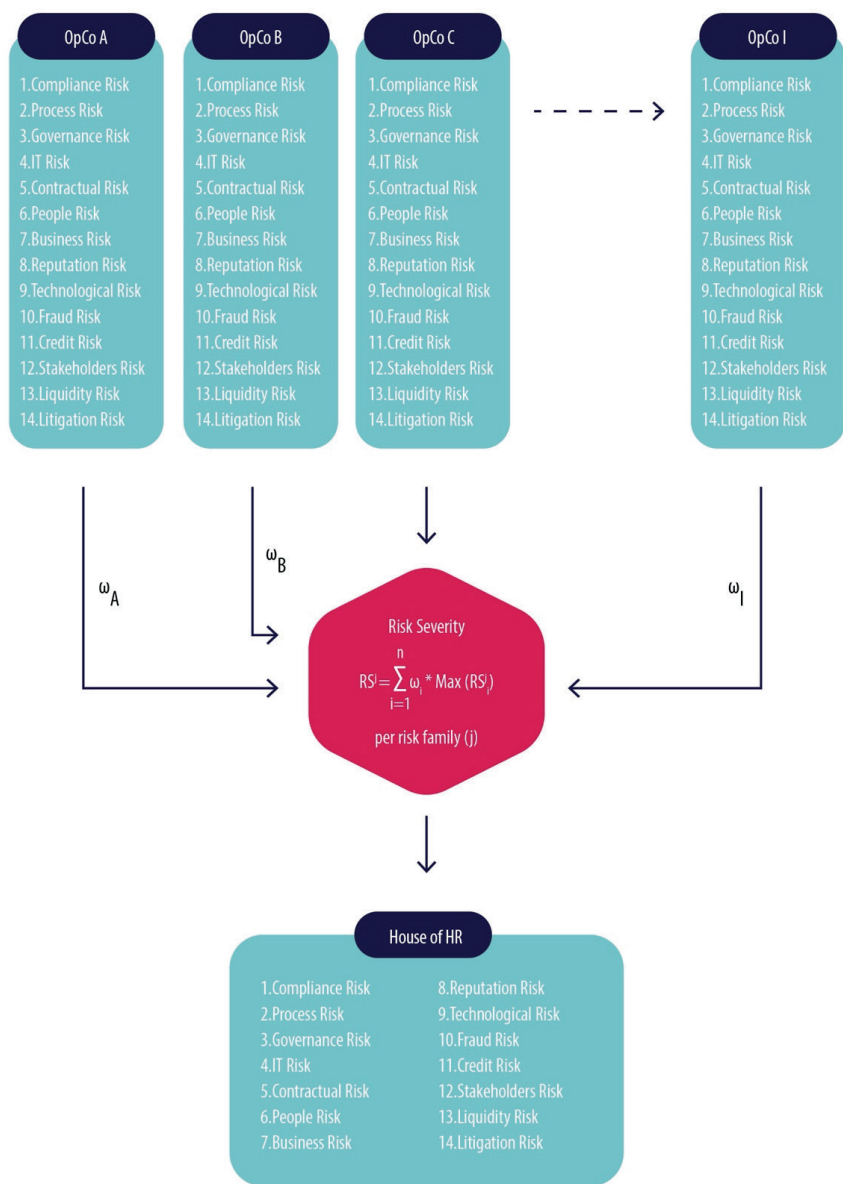 OpCo A
1.Compliance Risk
2.Process Risk
3.Governance Risk
4.IT Risk
5.Contractual Risk
6.People Risk
7.Business Risk
8.Reputation Risk
9.Technological Risk
10.Fraud Risk
11.Credit Risk
12.Stakeholders Risk
13.Liquidity Risk
14.Litigation Risk
OpCo B
1.Compliance Risk
2.Process Risk
3.Governance Risk
4.IT Risk
5.Contractual Risk
6.People Risk
7.Business Risk
8.Reputation Risk
9.Technological Risk
10.Fraud Risk
11.Credit Risk
12.Stakeholders Risk
13.Liquidity Risk
14.Litigation Risk
OpCo C
1.Compliance Risk
2.Process Risk
3.Governance Risk
4.IT Risk
5.Contractual Risk
6.People Risk
7.Business Risk
8.Reputation Risk
9.Technological Risk
10.Fraud Risk
11.Credit Risk
12.Stakeholders Risk
13.Liquidity Risk
14.Litigation Risk
OpCo I
1.Compliance Risk
2.Process Risk
3.Governance Risk
4.IT Risk
5.Contractual Risk
6.People Risk
7.Business Risk
8.Reputation Risk
9.Technological Risk
10.Fraud Risk
11.Credit Risk
12.Stakeholders Risk
13.Liquidity Risk
14.Litigation Risk
ω_A
ω_B
ω_I
Risk Severity
n
RS^j = ∑ ω_i * Max (RS^j_i)
i=1
per risk family (j)
House of HR
1.Compliance Risk
2.Process Risk
3.Governance Risk
4.IT Risk
5.Contractual Risk
6.People Risk
7.Business Risk
8.Reputation Risk
9.Technological Risk
10.Fraud Risk
11.Credit Risk
12.Stakeholders Risk
13.Liquidity Risk
14.Litigation Risk